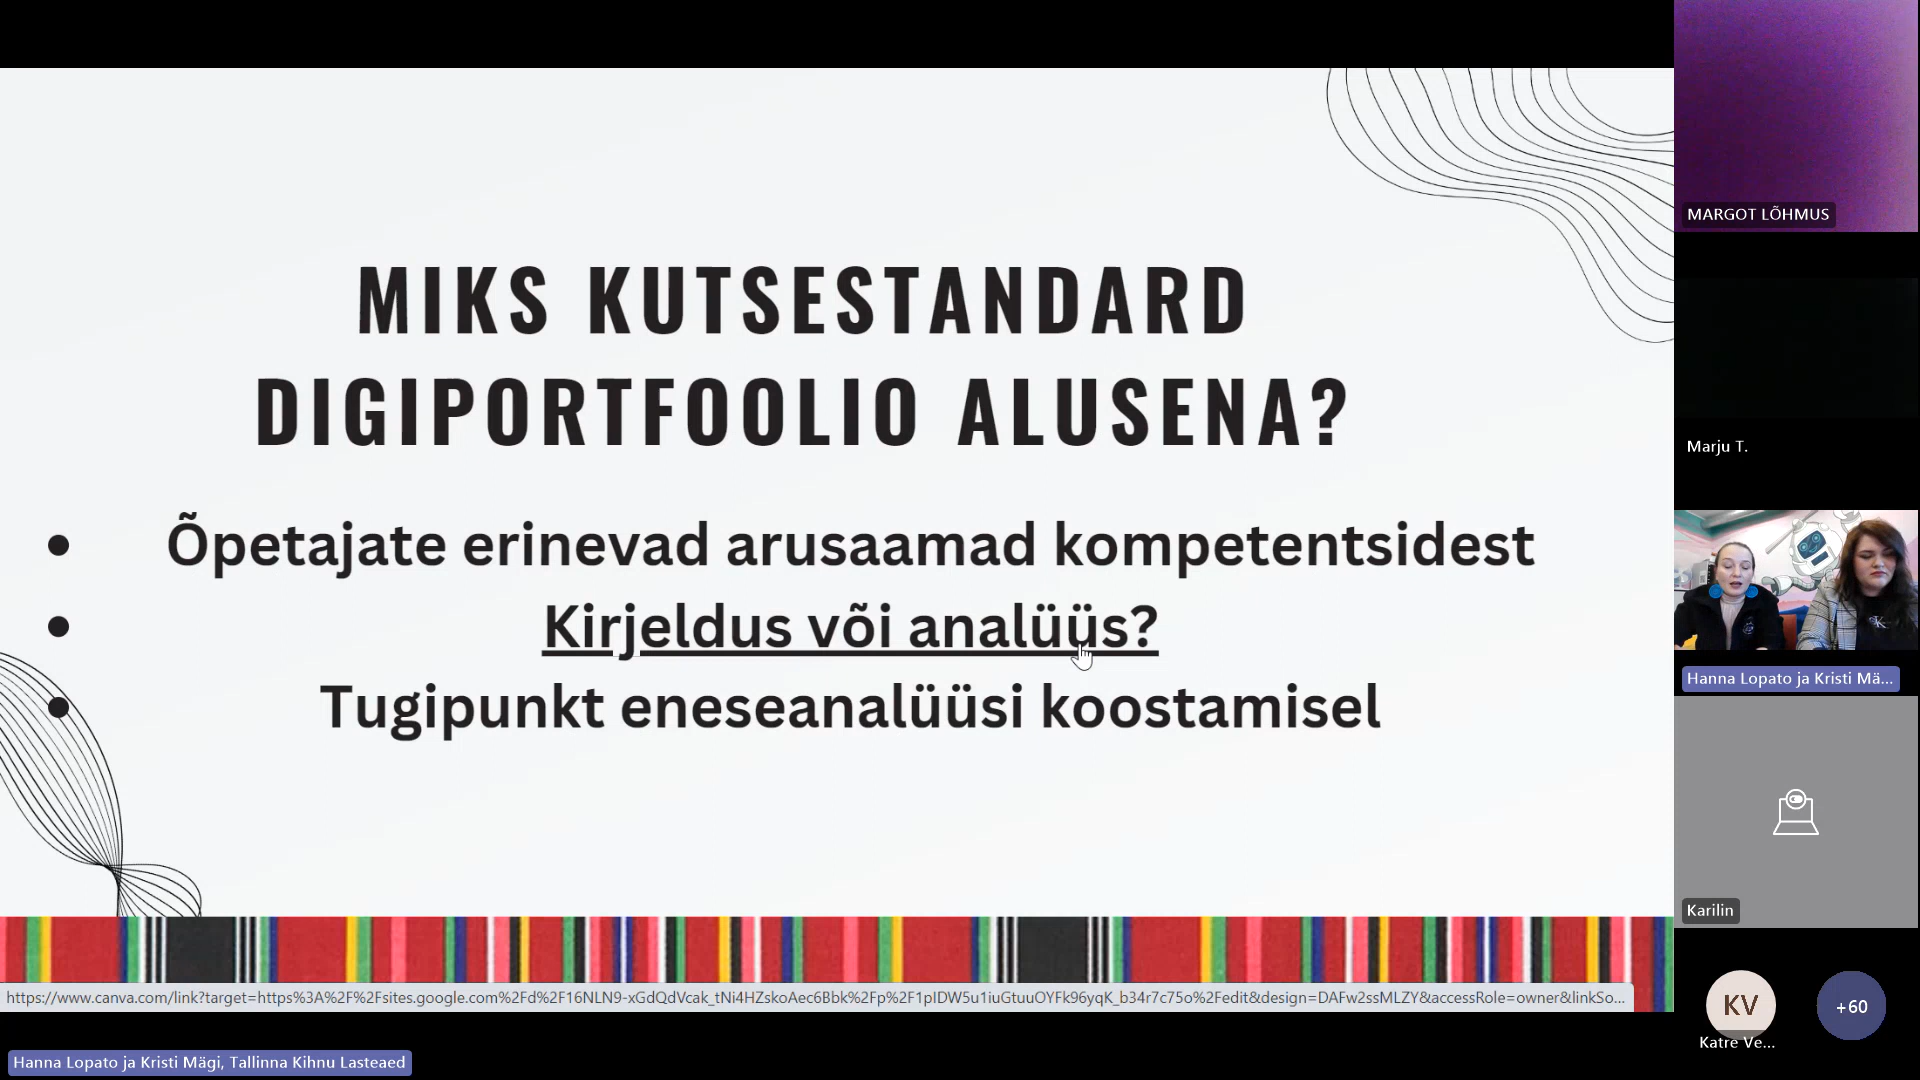 MIKS KUTSESTANDARD
DIGIPORTFOOLIO ALUSENA?
• Õpetajate erinevad arusaamad kompetentsidest
• Kirjeldus või analüüs?
• Tugipunkt eneseanalüüsi koostamisel
https://www.canva.com/link?target=https%3A%2F%2Fsites.google.com%2Fd%2F16NLN9-xGdQdVcak_tNi4HZskoAec6Bbk%2Fp%2F1pIDW5u1iuGtuuOYFk96yqK_b34r7c75o%2Fedit&design=DAFw2ssMLZY&accessRole=owner&linkSo...
Hanna Lopato ja Kristi Mägi, Tallinna Kihnu Lasteaed
MARGOT LÕHMUS
Marju T.
Hanna Lopato ja Kristi Mä...
Karilin
KV
Katre Ve...
+60